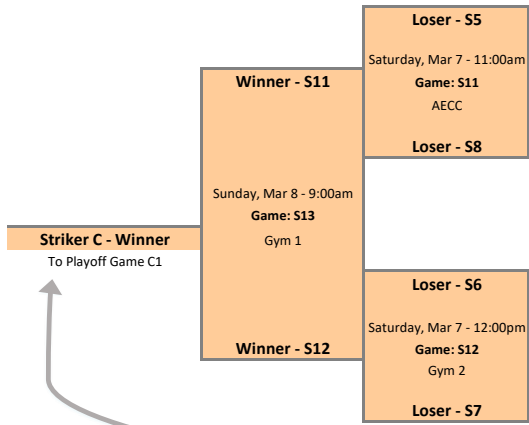 Loser - S5
Saturday, Mar 7 - 11:00am
Game: S11
AECC
Loser - S8
Winner - S11
Sunday, Mar 8 - 9:00am
Game: S13
Gym 1
Winner - S12
Striker C - Winner
To Playoff Game C1
Loser - S6
Saturday, Mar 7 - 12:00pm
Game: S12
Gym 2
Loser - S7